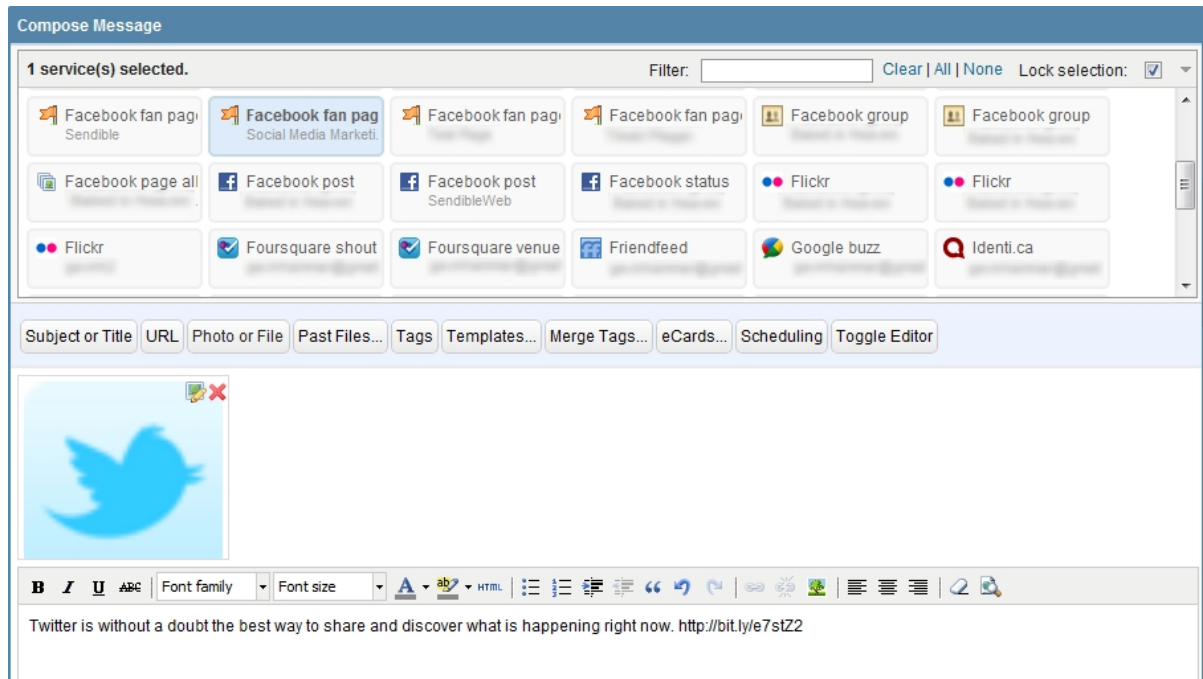 Compose Message
1 service(s) selected. Filter: Clear | All | None Lock selection:
Facebook fan pag Facebook fan pag Facebook fan pag Facebook fan pag Facebook group Facebook group
Sendible Social Media Marketi.
Facebook page all Facebook post Facebook post Facebook status Flickr Flickr
SendibleWeb
Flickr Foursquare shout Foursquare venue Friendfeed Google buzz Identi.ca
Subject or Title URL Photo or File Past Files... Tags Templates... Merge Tags... eCards... Scheduling Toggle Editor
B I U ABC Font family Font size A ab HTML
Twitter is without a doubt the best way to share and discover what is happening right now. http://bit.ly/e7stZ2